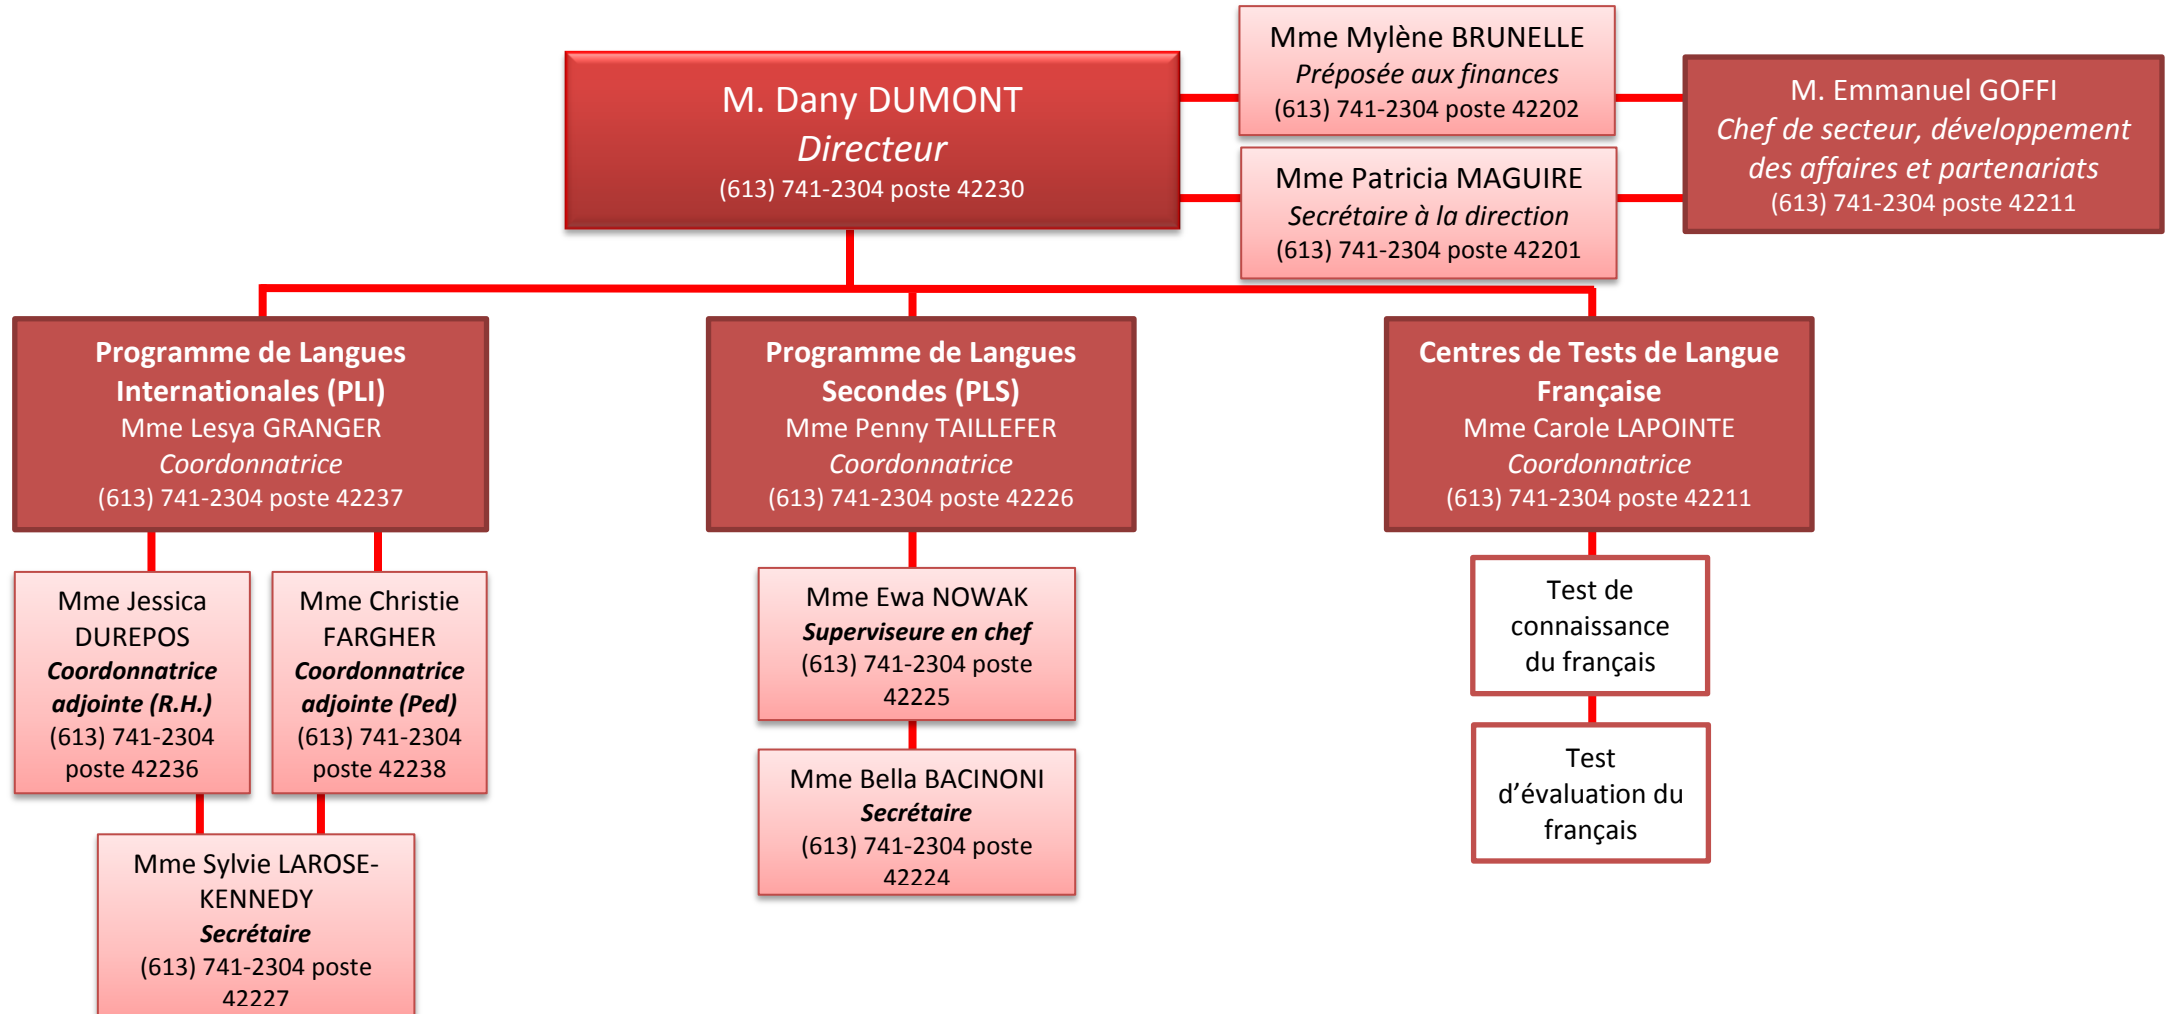 M. Dany DUMONT
Directeur
(613) 741-2304 poste 42230
Mme Mylène BRUNELLE
Préposée aux finances
(613) 741-2304 poste 42202
Mme Patricia MAGUIRE
Secrétaire à la direction
(613) 741-2304 poste 42201
M. Emmanuel GOFFI
Chef de secteur, développement
des affaires et partenariats
(613) 741-2304 poste 42211
Programme de Langues
Internationales (PLI)
Mme Lesya GRANGER
Coordonnatrice
(613) 741-2304 poste 42237
Programme de Langues
Secondes (PLS)
Mme Penny TAILLEFER
Coordonnatrice
(613) 741-2304 poste 42226
Centres de Tests de Langue
Française
Mme Carole LAPOINTE
Coordonnatrice
(613) 741-2304 poste 42211
Mme Jessica
DUREPOS
Coordonnatrice
adjointe (R.H.)
(613) 741-2304
poste 42236
Mme Christie
FARGHER
Coordonnatrice
adjointe (Ped)
(613) 741-2304
poste 42238
Mme Sylvie LAROSE-
KENNEDY
Secrétaire
(613) 741-2304 poste
42227
Mme Ewa NOWAK
Superviseure en chef
(613) 741-2304 poste
42225
Mme Bella BACINONI
Secrétaire
(613) 741-2304 poste
42224
Test de
connaissance
du français
Test
d’évaluation du
français